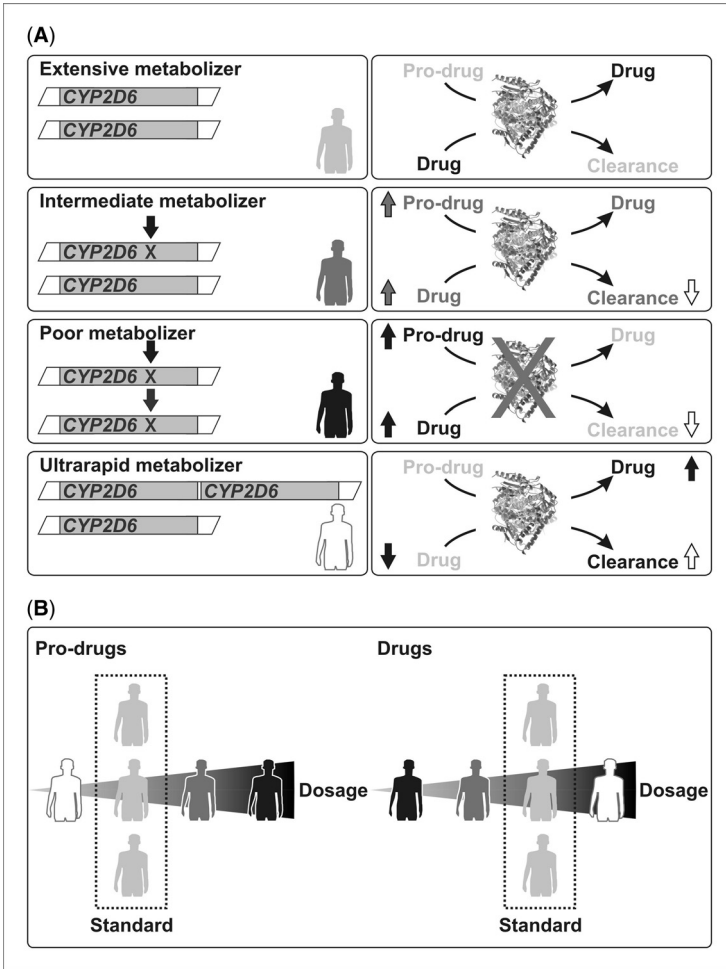 (A)
Extensive metabolizer
CYP2D6
CYP2D6
Pro-drug
Drug
Drug
Clearance
Intermediate metabolizer
CYP2D6 X
CYP2D6
Pro-drug
Drug
Drug
Clearance
Poor metabolizer
CYP2D6 X
CYP2D6 X
Pro-drug
Drug
Drug
Clearance
Ultrarapid metabolizer
CYP2D6 CYP2D6
CYP2D6
Pro-drug
Drug
Drug
Clearance
(B)
Pro-drugs
Dosage
Standard
Drugs
Dosage
Standard